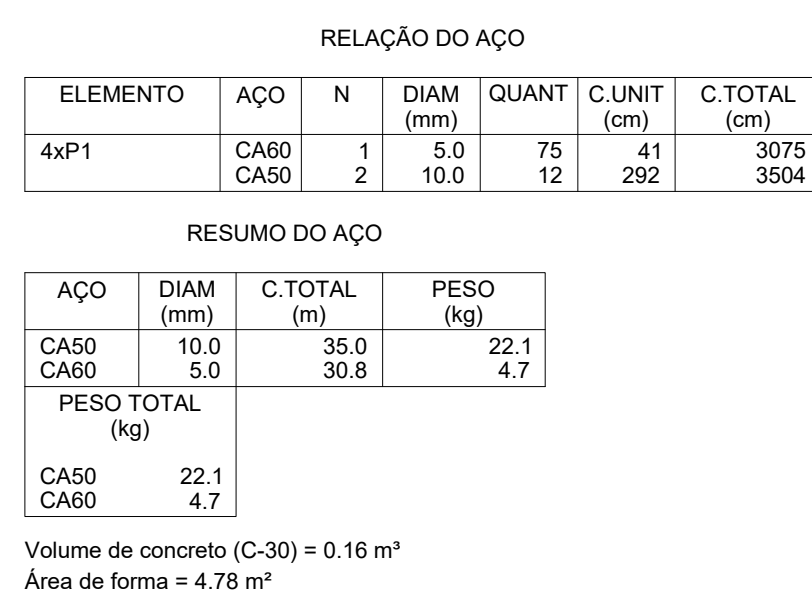 RELAÇÃO DO AÇO
ELEMENTO AÇO N DIAM QUANT C.UNIT C.TOTAL
(mm) (cm) (cm)
4xP1 CA60 1 5.0 75 41 3075
CA50 2 10.0 12 292 3504
RESUMO DO AÇO
AÇO DIAM C.TOTAL PESO
(mm) (m) (kg)
CA50 10.0 35.0 22.1
CA60 5.0 30.8 4.7
PESO TOTAL
(kg)
CA50 22.1
CA60 4.7
Volume de concreto (C-30) = 0.16 m³
Área de forma = 4.78 m²